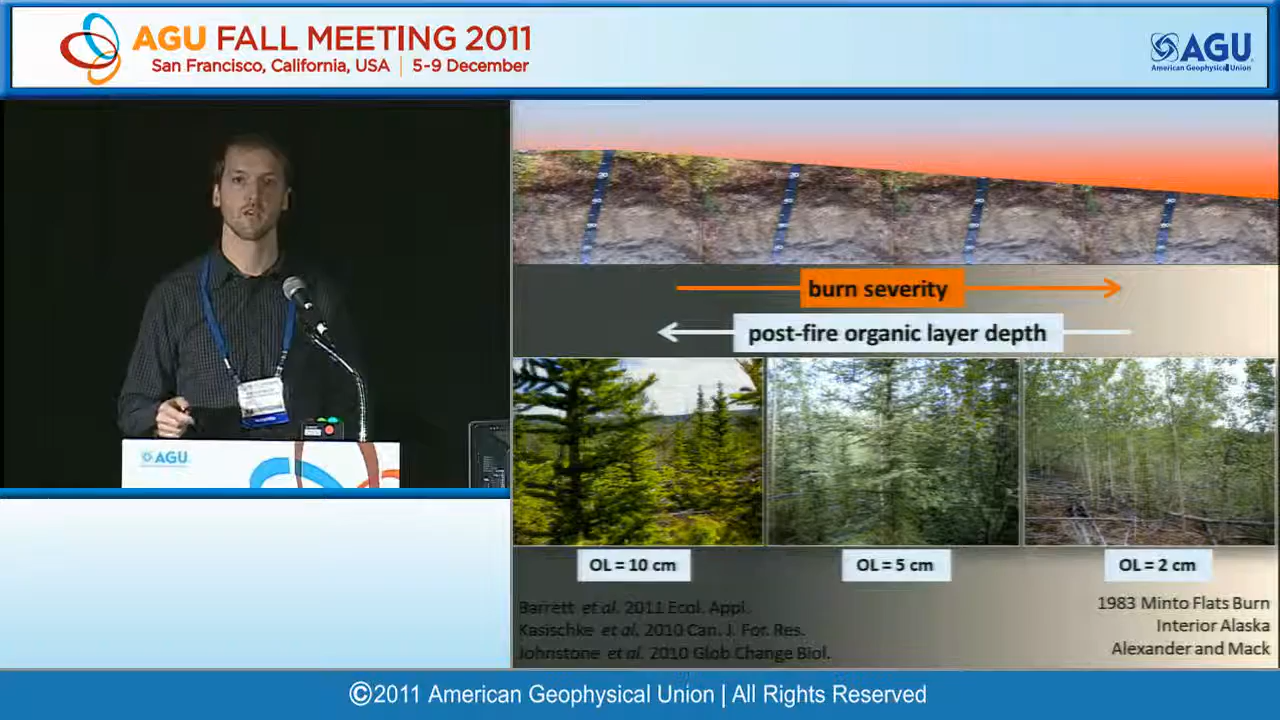 AGU FALL MEETING 2011
San Francisco, California, USA | 5-9 December
AGU
American Geophysical Union
burn severity
post-fire organic layer depth
OL = 10 cm
OL = 5 cm
OL = 2 cm
Barrett et al. 2011 Ecol. Appl.
Kasischke et al. 2010 Can. J. For. Res.
Johnstone et al. 2010 Glob Change Biol.
1983 Minto Flats Burn
Interior Alaska
Alexander and Mack
AGU
©2011 American Geophysical Union | All Rights Reserved